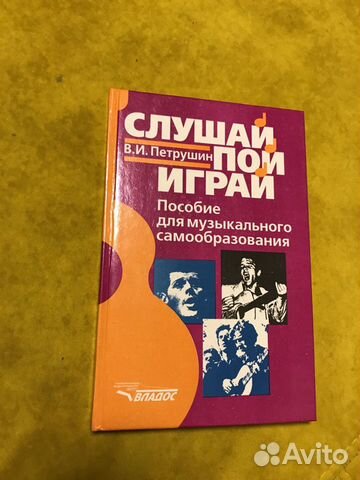 СЛУШАЙ
В.И. Петрушин
ПОЙ
ИГРАЙ
Пособие
для музыкального
самообразования
ВЛАДОС
Avito